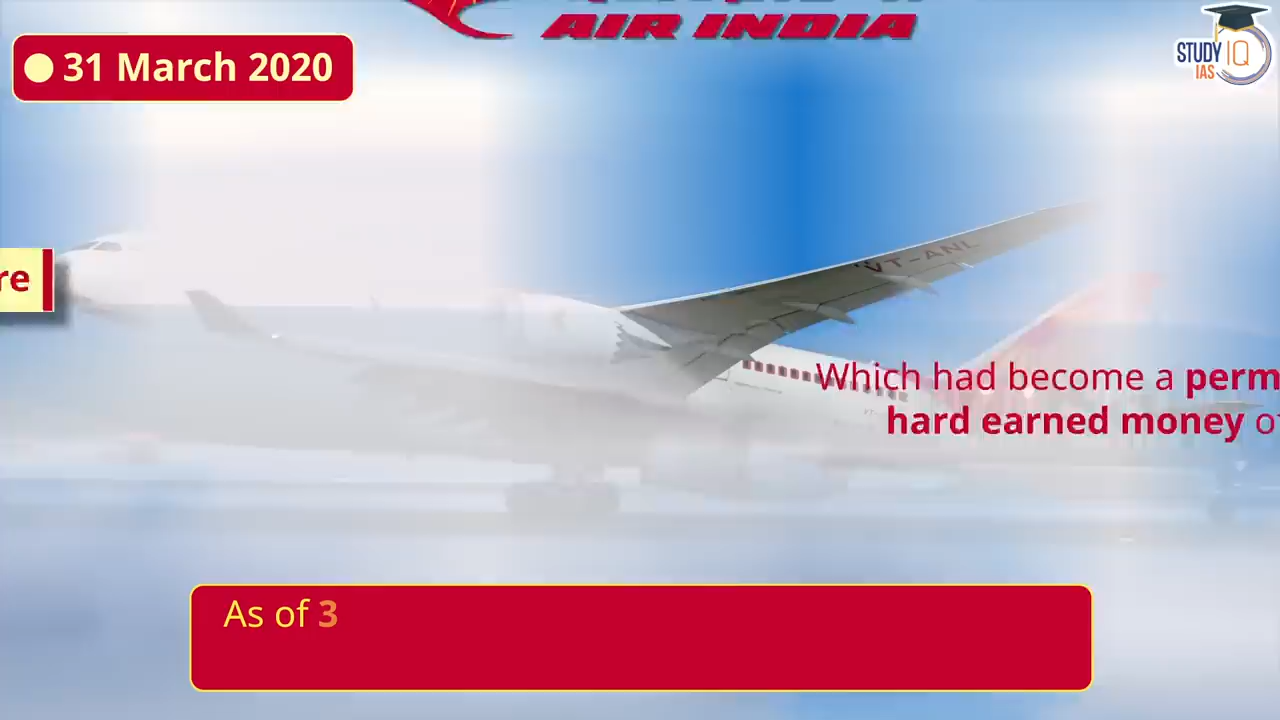 AIR INDIA
31 March 2020
STUDY IQ
IAS
re
VT-ANL
Which had become a perm
hard earned money of
As of 3